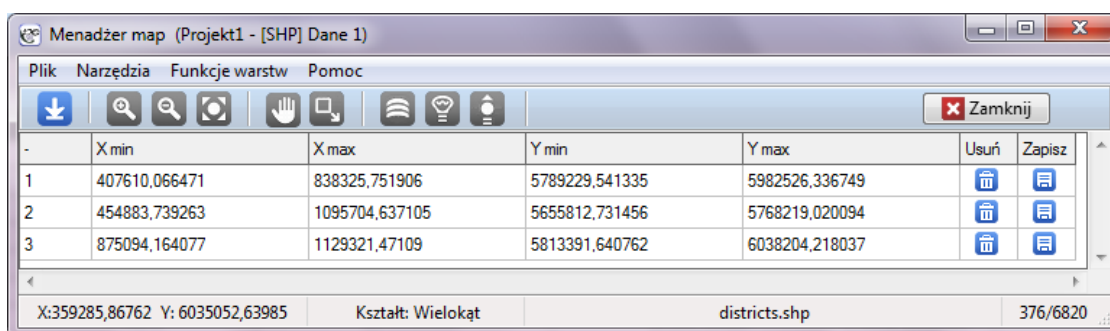 Menadżer map (Projekt1 - [SHP] Dane 1)
Plik Narzędzia Funkcje warstw Pomoc
Zamknij
- X min X max Y min Y max Usuń Zapisz
1 407610,066471 838325,751906 5789229,541335 5982526,336749
2 454883,739263 1095704,637105 5655812,731456 5768219,020094
3 875094,164077 1129321,47109 5813391,640762 6038204,218037
X:359285,86762 Y: 6035052,63985 Kształt: Wielokąt districts.shp 376/6820